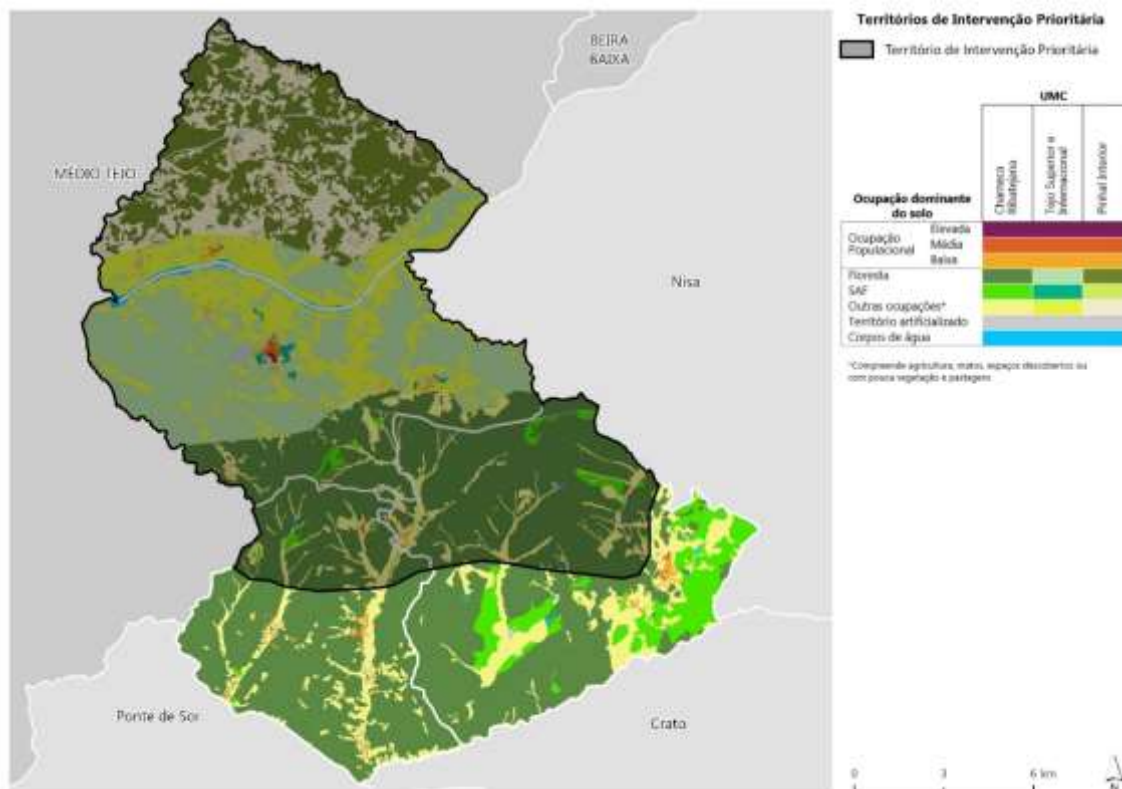 BEIRA
BAIXA
MÉDIO TEJO
Nisa
Ponte de Sor
Crato
Territórios de Intervenção Prioritária
Território de Intervenção Prioritária
UMC
Charneca
Ribatejana
Tejo Superior e
Internacional
Pinhal Interior
Ocupação dominante
do solo
Ocupação
Populacional
Elevada
Média
Baixa
Floresta
SAF
Outras ocupações*
Território artificializado
Corpos de água
*Compreende agricultura, matos, espaços descobertos ou
com pouca vegetação e pastagens
0 3 6 km